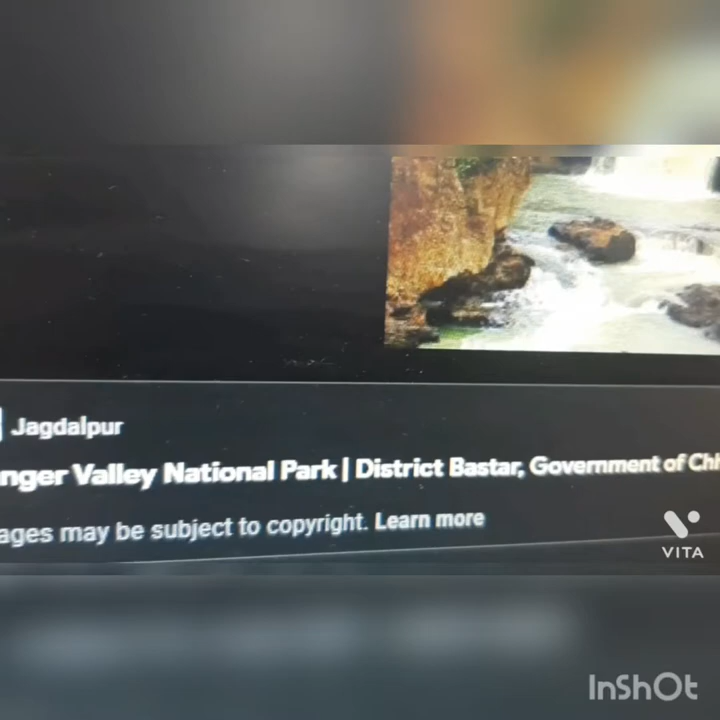 Jagdalpur
nger Valley National Park | District Bastar, Government of Chh
ages may be subject to copyright. Learn more
VITA
InShOt